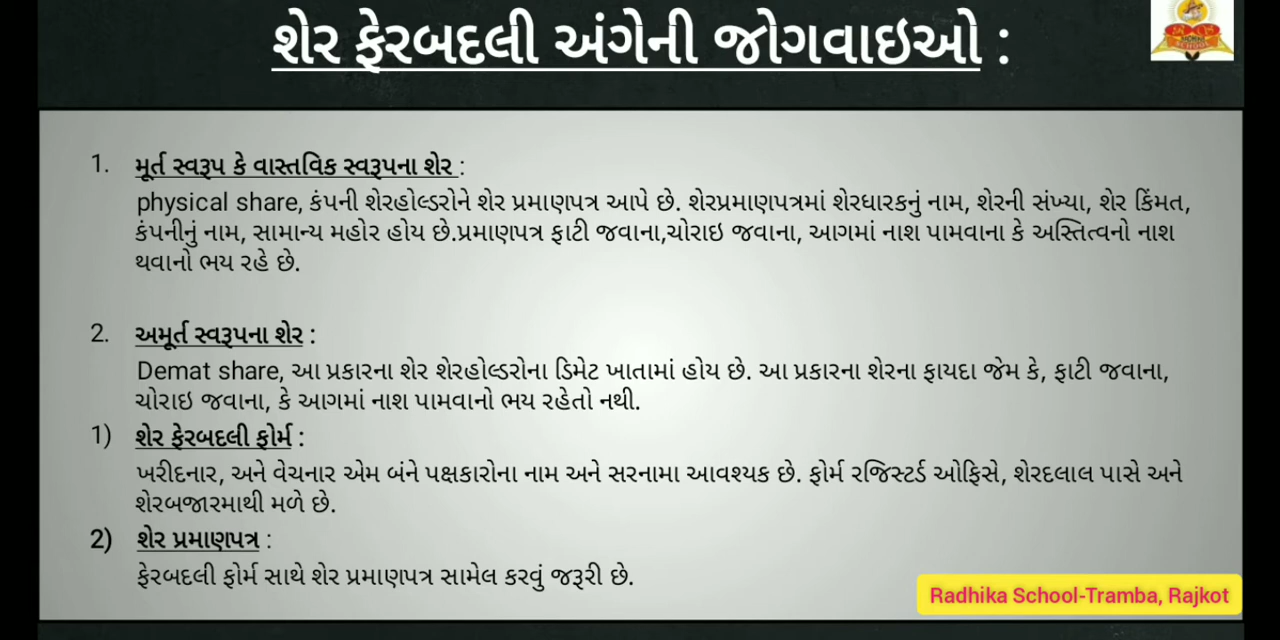 શેર ફેરબદલી અંગેની જોગવાઇઓ :
1. મૂર્ત સ્વરૂપ કે વાસ્તવિક સ્વરૂપના શેર :
physical share, કંપની શેરહોલ્ડરોને શેર પ્રમાણપત્ર આપે છે. શેરપ્રમાણપત્રમાં શેરધારકનું નામ, શેરની સંખ્યા, શેર કિંમત,
કંપનીનું નામ, સામાન્ય મહોર હોય છે.પ્રમાણપત્ર ફાટી જવાના,ચોરાઇ જવાના, આગમાં નાશ પામવાના કે અસ્તિત્વનો નાશ
થવાનો ભય રહે છે.
2. અમૂર્ત સ્વરૂપના શેર :
Demat share, આ પ્રકારના શેર શેરહોલ્ડરોના ડિમેટ ખાતામાં હોય છે. આ પ્રકારના શેરના ફાયદા જેમ કે, ફાટી જવાના,
ચોરાઇ જવાના, કે આગમાં નાશ પામવાનો ભય રહેતો નથી.
1) શેર ફેરબદલી ફોર્મ :
ખરીદનાર, અને વેચનાર એમ બંને પક્ષકારોના નામ અને સરનામા આવશ્યક છે. ફોર્મ રજિસ્ટર્ડ ઓફિસે, શેરદલાલ પાસે અને
શેરબજારમાથી મળે છે.
2) શેર પ્રમાણપત્ર :
ફેરબદલી ફોર્મ સાથે શેર પ્રમાણપત્ર સામેલ કરવું જરૂરી છે.
Radhika School-Tramba, Rajkot